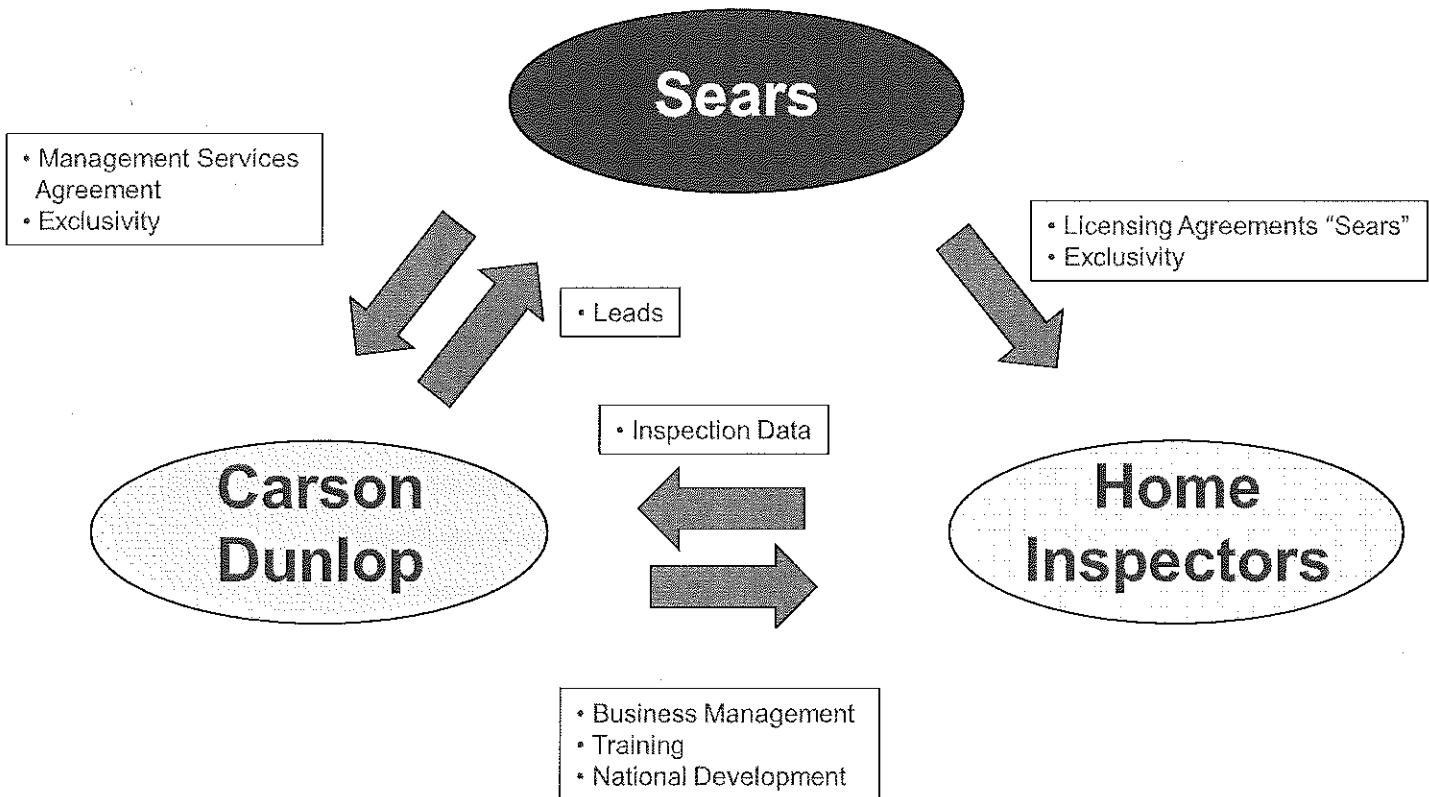 Sears
• Management Services
Agreement
• Exclusivity
• Licensing Agreements “Sears”
• Exclusivity
• Leads
• Inspection Data
Carson
Dunlop
Home
Inspectors
• Business Management
• Training
• National Development